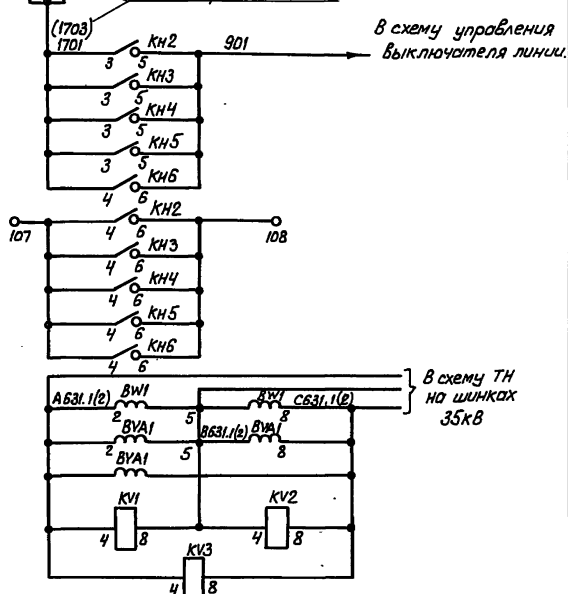 (1703)
1701
КН2
901
В схему управления
выключателя линии.
3 5
КН3
3 5
КН4
3 5
КН5
3 5
КН6
4 6
КН2
107
4 6
108
КН3
4 6
КН4
4 6
КН5
4 6
КН6
4 6
В схему ТН
на шинках
35кВ
А631.1(2) BW1 BW1 С631.1(2)
2 5 8
BVA1 В631.1(2) BVA1
2 5 8
BVA1
KV1 KV2
4 8 4 8
KV3
4 8